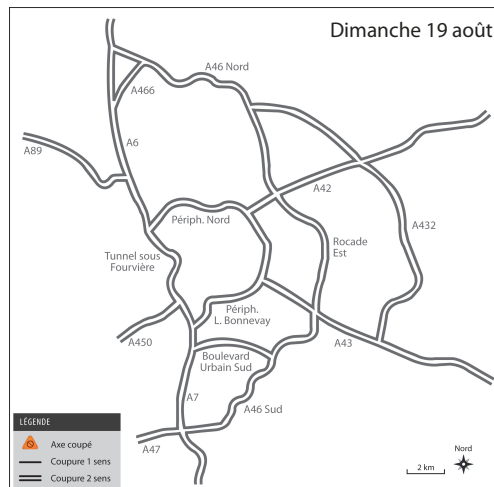 Dimanche 19 août
A46 Nord
A466
A6
A89
A42
Périph. Nord
A432
Rocade
Est
Tunnel sous
Fourvière
Périph.
L. Bonnevay
A450
A43
Boulevard
Urbain Sud
A7
A46 Sud
A47
LÉGENDE
Axe coupé
Coupure 1 sens
Coupure 2 sens
2 km
Nord